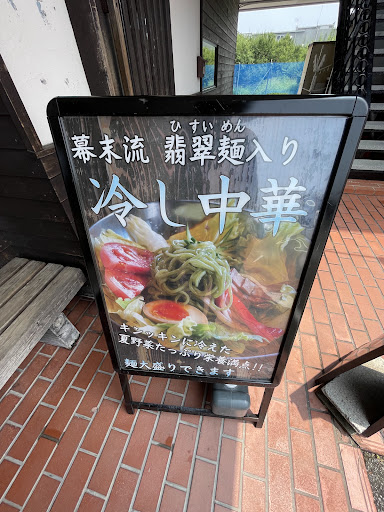 ひすいめん
幕末流 翡翠麺入り
冷し中華
キンッキンに冷えた
夏野菜たっぷり栄養満点!!
麺大盛りできます